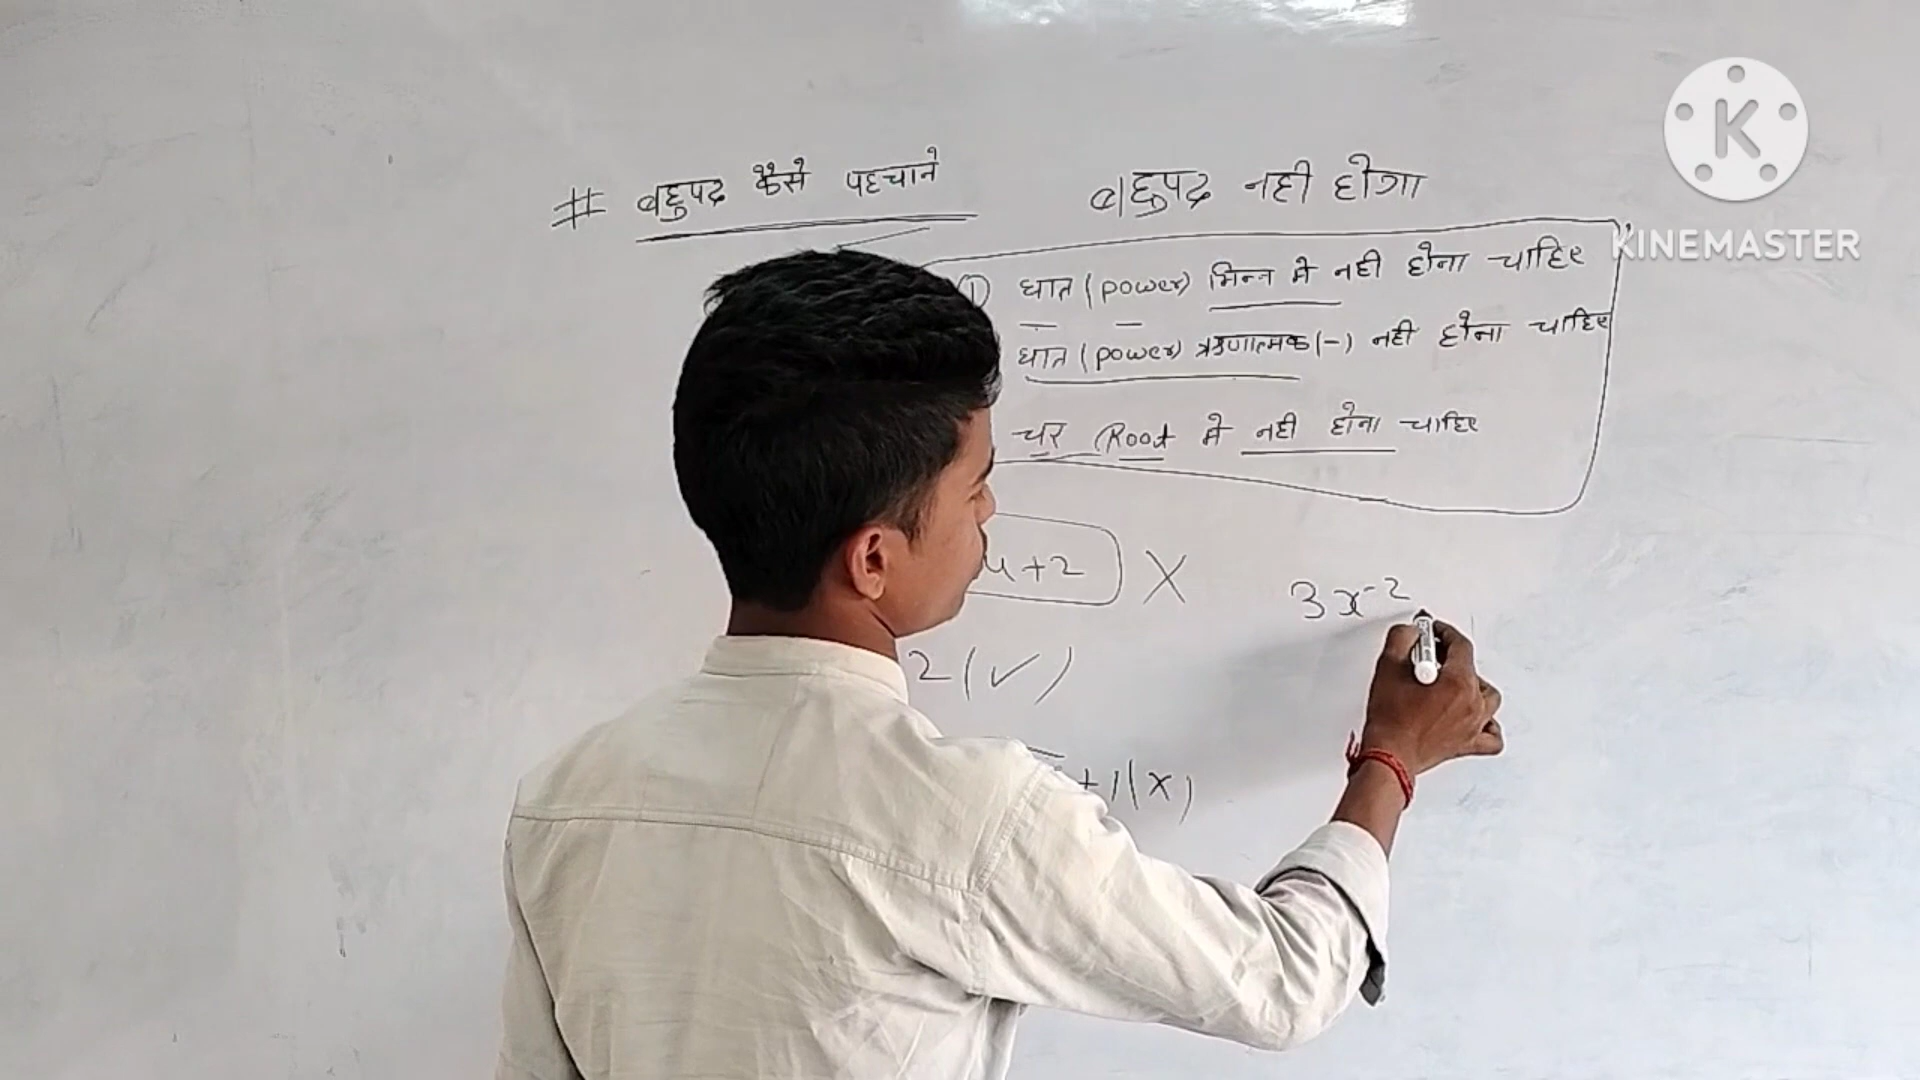 # बहुपद कैसे पहचाने
बहुपद नही होगा
① घात (power) भिन्न मे नही होना चाहिए
घात (power) ऋणात्मक (-) नही होना चाहिए
चर Root मे नही होना चाहिए
+2 X
3x⁻²
2 (✓)
+1 (x)
K
KINEMASTER